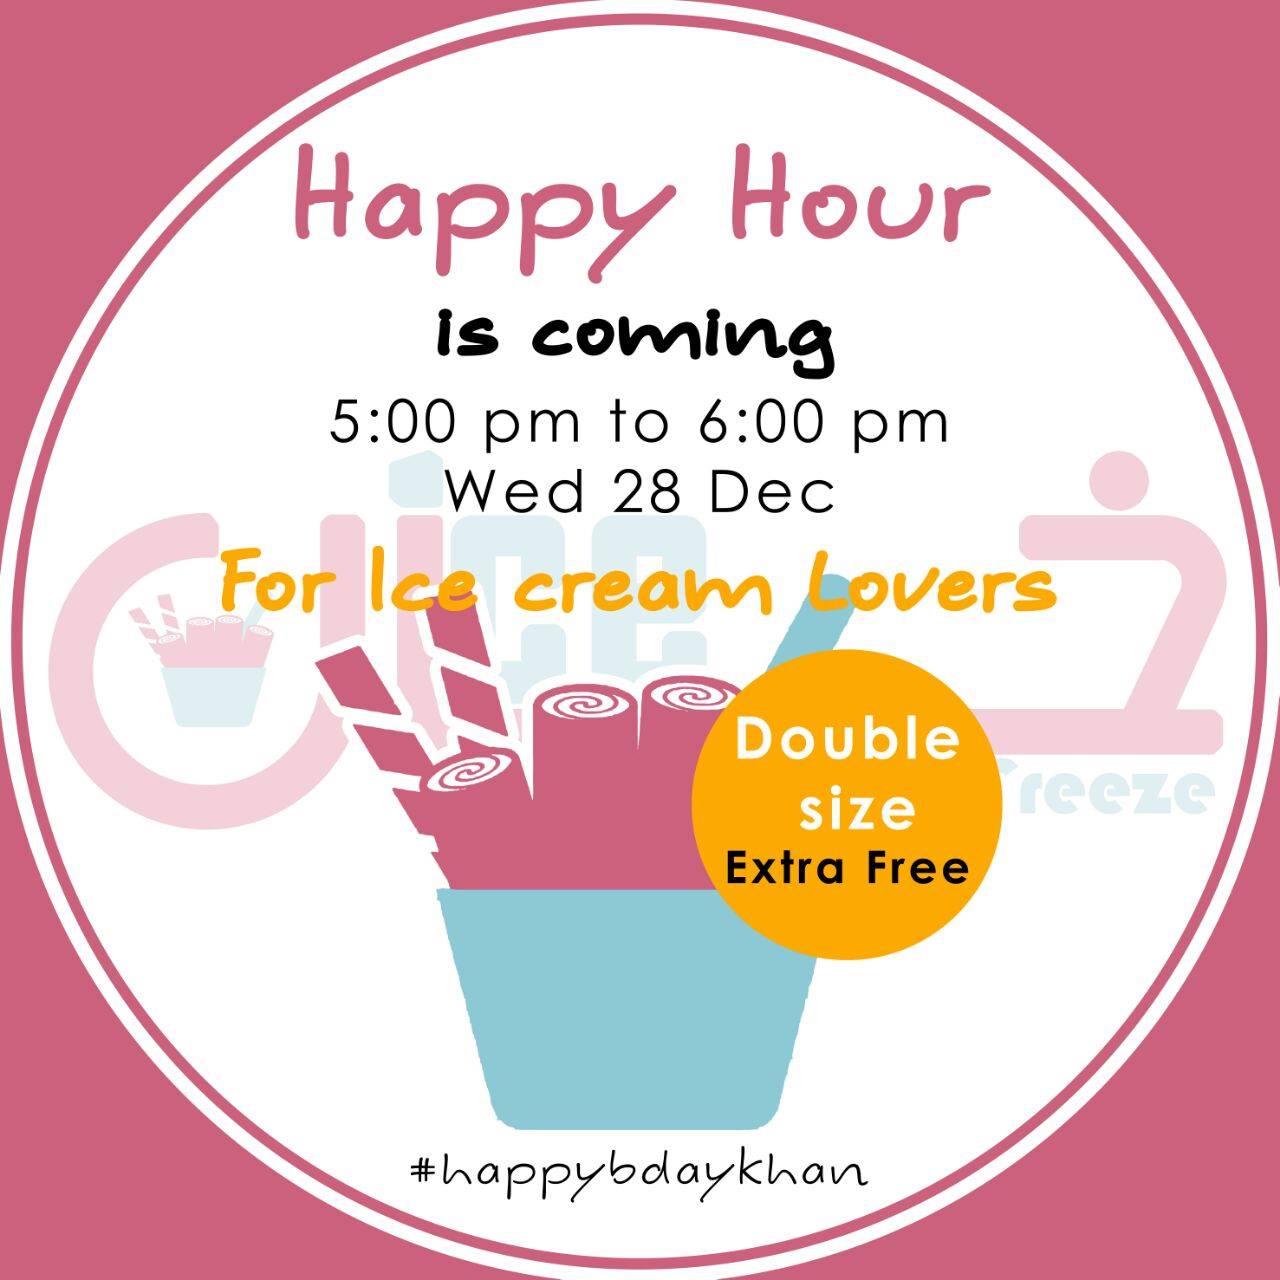 Happy Hour
is coming
5:00 pm to 6:00 pm
Wed 28 Dec
For Ice cream Lovers
Double
size
Extra Free
#happybdaykhan